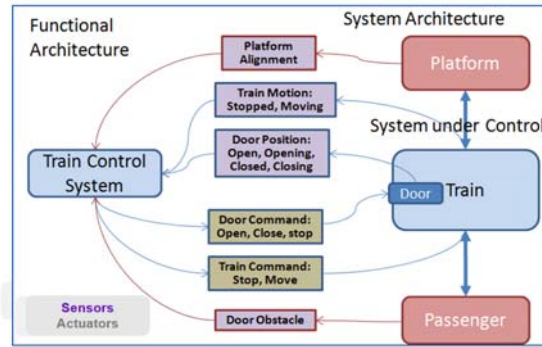 Functional
Architecture
System Architecture
Platform
Alignment
Platform
Train Motion:
Stopped, Moving
System under Control
Door Position:
Open, Opening,
Closed, Closing
Train Control
System
Door
Train
Door Command:
Open, Close, stop
Train Command:
Stop, Move
Sensors
Actuators
Door Obstacle
Passenger